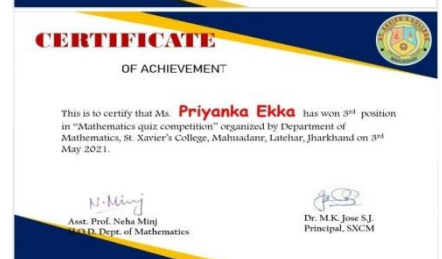 CERTIFICATE
OF ACHIEVEMENT
This is to certify that Ms. Priyanka Ekka has won 3rd position
in "Mathematics quiz competition" organized by Department of
Mathematics, St. Xavier's College, Mahuadanr, Latehar, Jharkhand on 3rd
May 2021.
N. Minj
Asst. Prof. Neha Minj
H.O.D. Dept. of Mathematics
Dr. M.K. Jose S.J.
Principal, SXCM